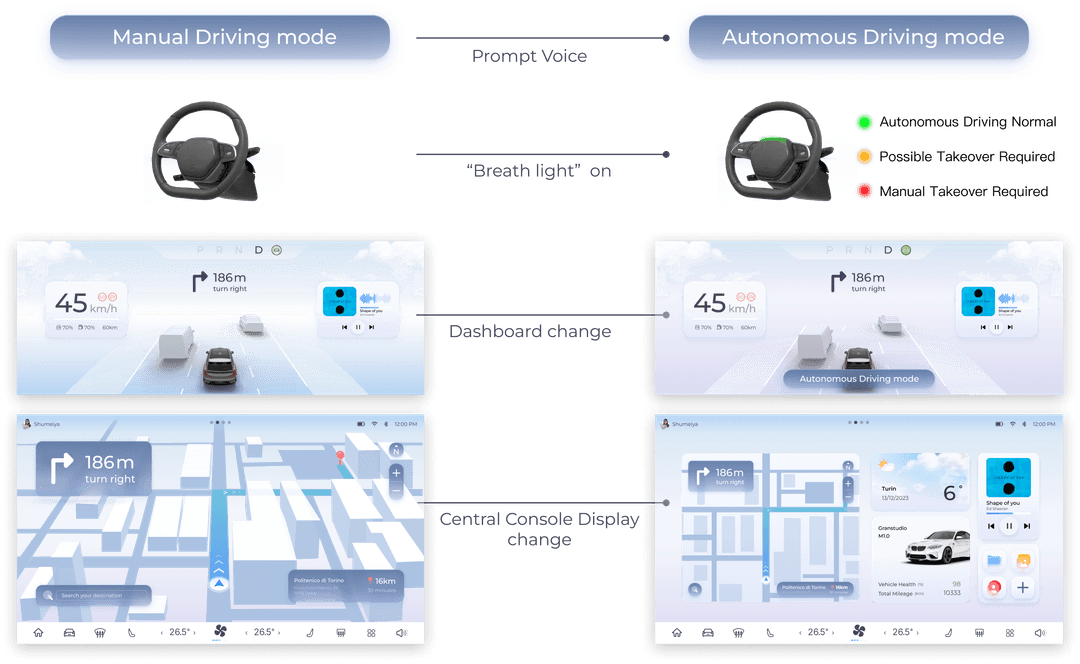 Manual Driving mode
Prompt Voice
Autonomous Driving mode
"Breath light" on
Autonomous Driving Normal
Possible Takeover Required
Manual Takeover Required
P R N D
186m
turn right
45 km/h
70% 70% 60km
Shape of you
Dashboard change
P R N D
186m
turn right
45 km/h
70% 70% 60km
Shape of you
Autonomous Driving mode
Shumeiya
12:00 PM
186m
turn right
N
+
−
Politenico di Torino
16km
Search your destination
26.5°
26.5°
Central Console Display
change
Shumeiya
12:00 PM
186m
turn right
N
+
−
Politenico di Torino
16km
Turin
13/12/2023
6°
Granstudio
M1.0
Vehicle Health
98
Total Mileage
10333
Shape of you
Ed Sheeran
26.5°
26.5°